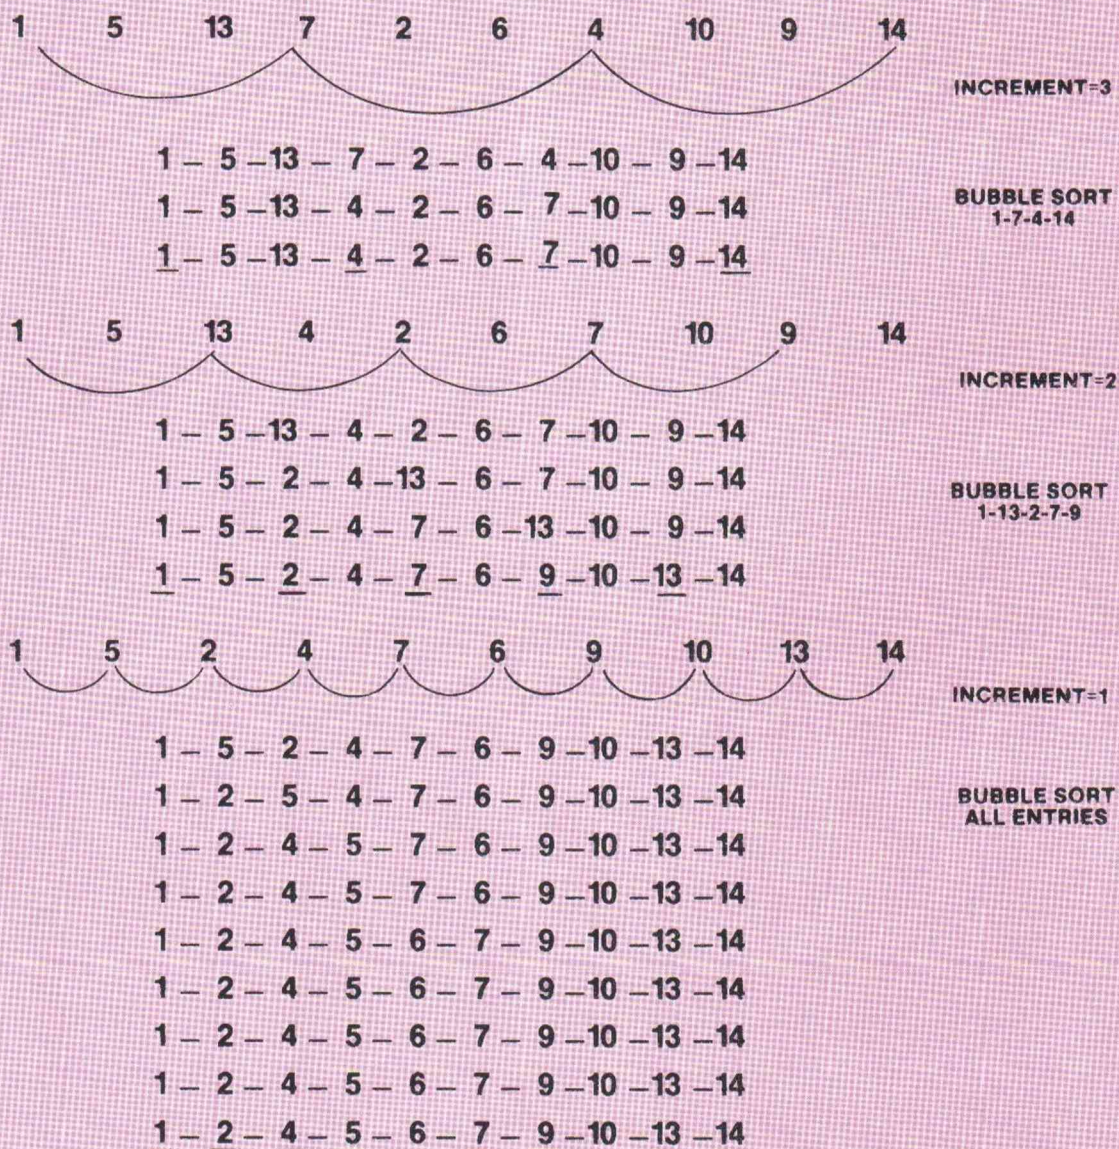 1 5 13 7 2 6 4 10 9 14
INCREMENT=3
1 – 5 –13 – 7 – 2 – 6 – 4 –10 – 9 –14
1 – 5 –13 – 4 – 2 – 6 – 7 –10 – 9 –14
BUBBLE SORT
1-7-4-14
1 – 5 –13 – 4 – 2 – 6 – 7 –10 – 9 –14
1 5 13 4 2 6 7 10 9 14
INCREMENT=2
1 – 5 –13 – 4 – 2 – 6 – 7 –10 – 9 –14
1 – 5 – 2 – 4 –13 – 6 – 7 –10 – 9 –14
BUBBLE SORT
1-13-2-7-9
1 – 5 – 2 – 4 – 7 – 6 –13 –10 – 9 –14
1 – 5 – 2 – 4 – 7 – 6 – 9 –10 –13 –14
1 5 2 4 7 6 9 10 13 14
INCREMENT=1
1 – 5 – 2 – 4 – 7 – 6 – 9 –10 –13 –14
1 – 2 – 5 – 4 – 7 – 6 – 9 –10 –13 –14
BUBBLE SORT
ALL ENTRIES
1 – 2 – 4 – 5 – 7 – 6 – 9 –10 –13 –14
1 – 2 – 4 – 5 – 7 – 6 – 9 –10 –13 –14
1 – 2 – 4 – 5 – 6 – 7 – 9 –10 –13 –14
1 – 2 – 4 – 5 – 6 – 7 – 9 –10 –13 –14
1 – 2 – 4 – 5 – 6 – 7 – 9 –10 –13 –14
1 – 2 – 4 – 5 – 6 – 7 – 9 –10 –13 –14
1 – 2 – 4 – 5 – 6 – 7 – 9 –10 –13 –14